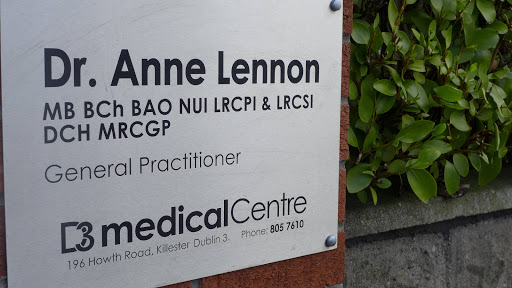 Dr. Anne Lennon
MB BCh BAO NUI LRCPI & LRCSI
DCH MRCGP
General Practitioner
D3 medicalCentre
196 Howth Road, Killester Dublin 3. Phone: 805 7610